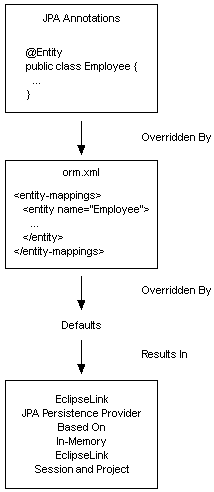 JPA Annotations
@Entity
public class Employee {
...
}
Overridden By
orm.xml
<entity-mappings>
<entity name="Employee">
...
</entity>
</entity-mappings>
Overridden By
Defaults
Results In
EclipseLink
JPA Persistence Provider
Based On
In-Memory
EclipseLink
Session and Project